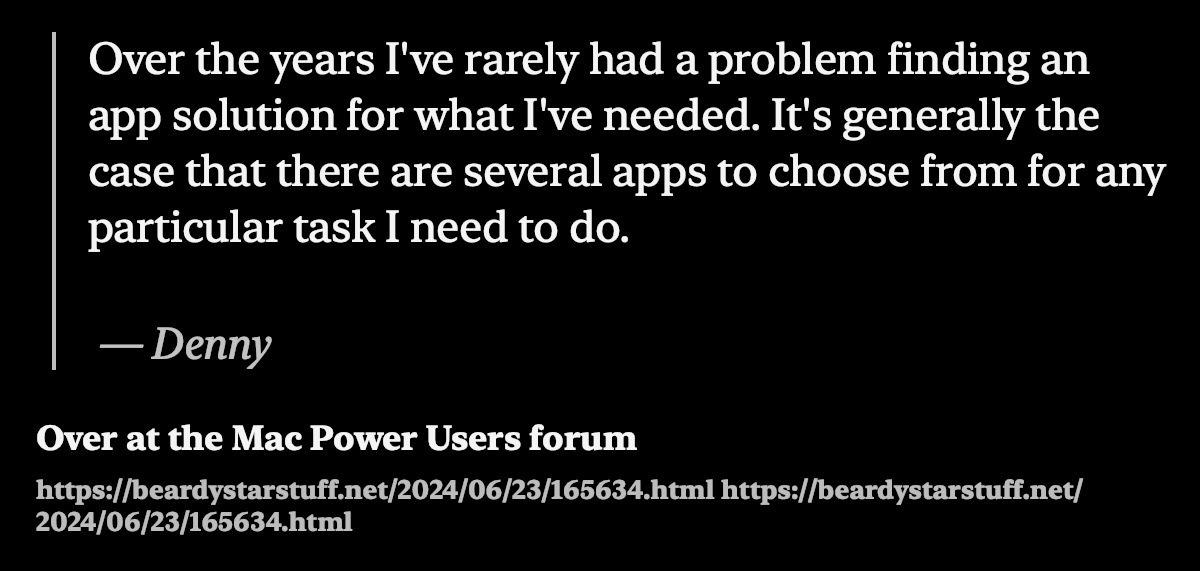 Over the years I've rarely had a problem finding an
app solution for what I've needed. It's generally the
case that there are several apps to choose from for any
particular task I need to do.
— Denny
Over at the Mac Power Users forum
https://beardystarstuff.net/2024/06/23/165634.html https://beardystarstuff.net/
2024/06/23/165634.html